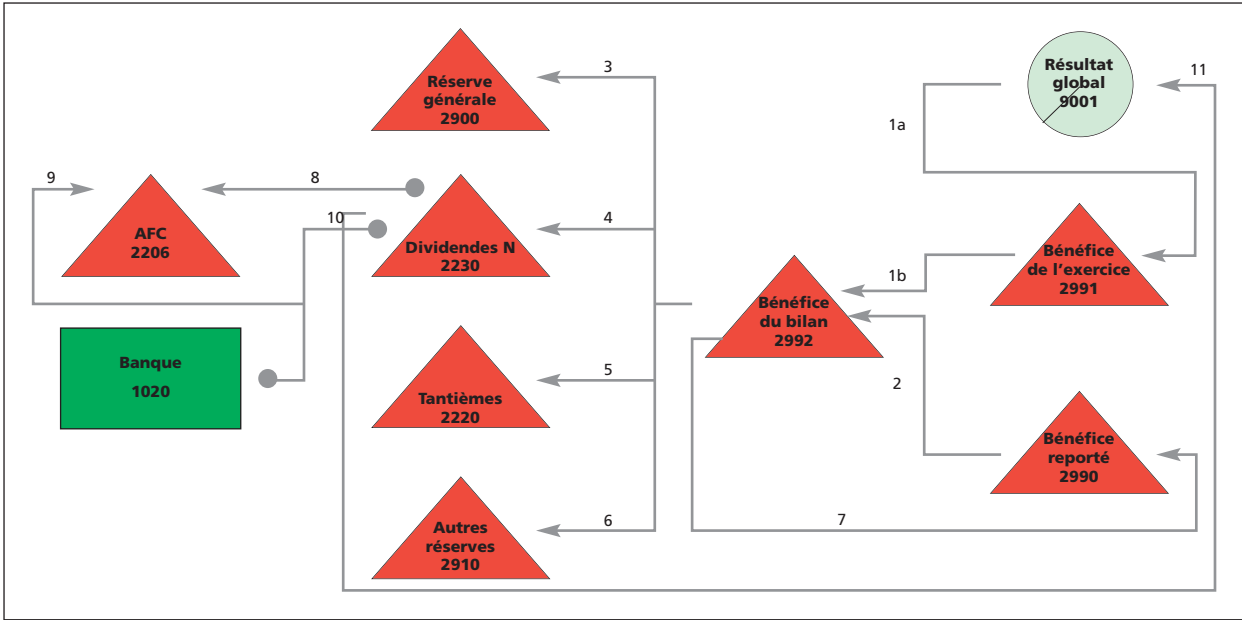 Réserve
générale
2900
3
Résultat
global
9001
11
1a
9
8
AFC
2206
10
Dividendes N
2230
4
Bénéfice
de l'exercice
2991
1b
Bénéfice
du bilan
2992
Banque
1020
Tantièmes
2220
5
2
Bénéfice
reporté
2990
Autres
réserves
2910
6
7